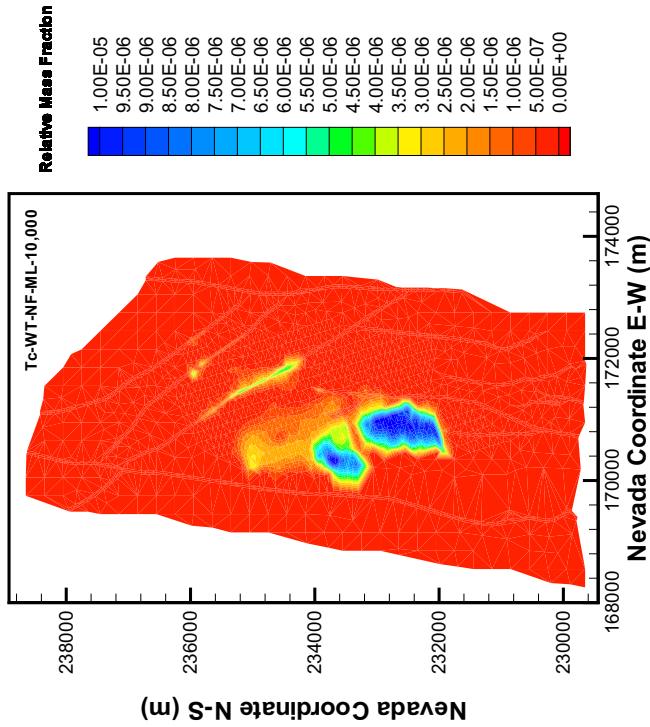 Relative Mass Fraction
1.00E-05
9.50E-06
9.00E-06
8.50E-06
8.00E-06
7.50E-06
7.00E-06
6.50E-06
6.00E-06
5.50E-06
5.00E-06
4.50E-06
4.00E-06
3.50E-06
3.00E-06
2.50E-06
2.00E-06
1.50E-06
1.00E-06
5.00E-07
0.00E+00
Tc-WT-NF-ML-10,000
Nevada Coordinate N-S (m)
238000
236000
234000
232000
230000
168000
170000
172000
174000
Nevada Coordinate E-W (m)